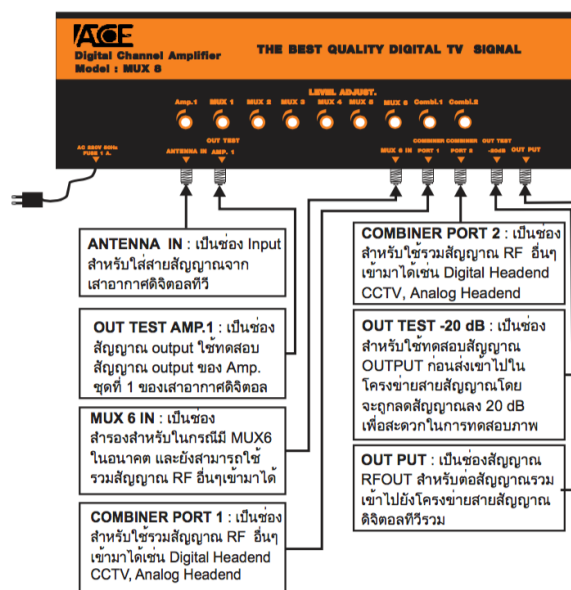 ACE
Digital Channel Amplifier
Model : MUX 8
THE BEST QUALITY DIGITAL TV SIGNAL
LEVEL ADJUST.
Amp.1 MUX 1 MUX 2 MUX 3 MUX 4 MUX 5 MUX 6 Combi.1 Combi.2
AC 220V 50Hz
FUSE 1 A.
ANTENNA IN
OUT TEST
AMP. 1
MUX 6 IN
COMBINER
PORT 1
COMBINER
PORT 2
OUT TEST
-20dB
OUT PUT
ANTENNA IN : เป็นช่อง Input
สำหรับใส่สายสัญญาณจาก
เสาอากาศดิจิตอลทีวี
OUT TEST AMP.1 : เป็นช่อง
สัญญาณ output ใช้ทดสอบ
สัญญาณ output ของ Amp.
ชุดที่ 1 ของเสาอากาศดิจิตอล
MUX 6 IN : เป็นช่อง
สำรองสำหรับในกรณีมี MUX6
ในอนาคต และยังสามารถใช้
รวมสัญญาณ RF อื่นๆเข้ามาได้
COMBINER PORT 1 : เป็นช่อง
สำหรับใช้รวมสัญญาณ RF อื่นๆ
เข้ามาได้เช่น Digital Headend
CCTV, Analog Headend
COMBINER PORT 2 : เป็นช่อง
สำหรับใช้รวมสัญญาณ RF อื่นๆ
เข้ามาได้เช่น Digital Headend
CCTV, Analog Headend
OUT TEST -20 dB : เป็นช่อง
สำหรับใช้ทดสอบสัญญาณ
OUTPUT ก่อนส่งเข้าไปใน
โครงข่ายสายสัญญาณโดย
จะถูกลดสัญญาณลง 20 dB
เพื่อสะดวกในการทดสอบภาพ
OUT PUT : เป็นช่องสัญญาณ
RFOUT สำหรับต่อสัญญาณรวม
เข้าไปยังโครงข่ายสายสัญญาณ
ดิจิตอลทีวีรวม